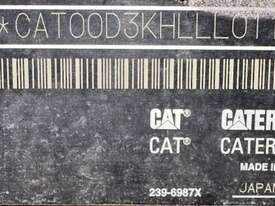 *CAT00D3KHLLL01
CAT® CATER
CAT® CATER
MADE I
239-6987X JAPAN